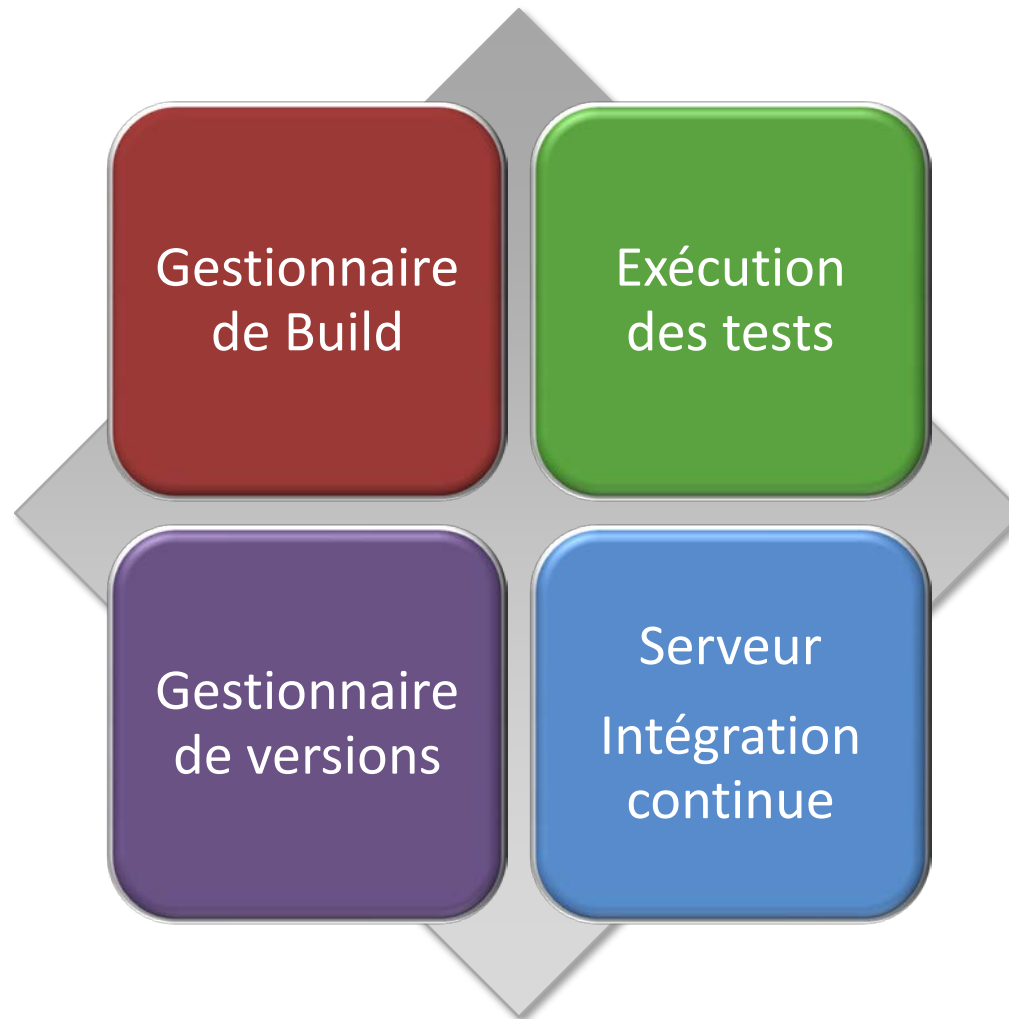 Gestionnaire
de Build
Exécution
des tests
Gestionnaire
de versions
Serveur
Intégration
continue